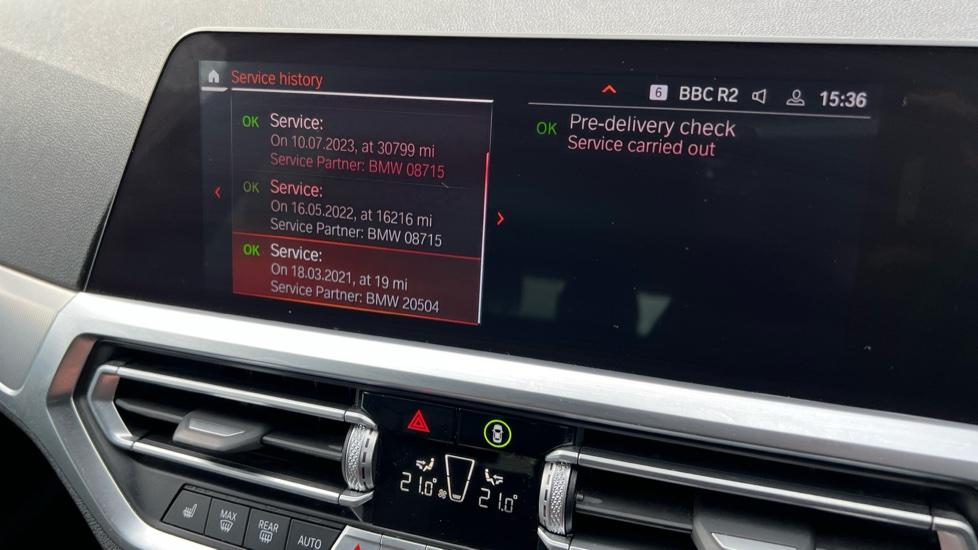 Service history
6 BBC R2 15:36
OK Service:
On 10.07.2023, at 30799 mi
Service Partner: BMW 08715
OK Service:
On 16.05.2022, at 16216 mi
Service Partner: BMW 08715
OK Service:
On 18.03.2021, at 19 mi
Service Partner: BMW 20504
OK Pre-delivery check
Service carried out
21.0° 21.0°
MAX
REAR
AUTO